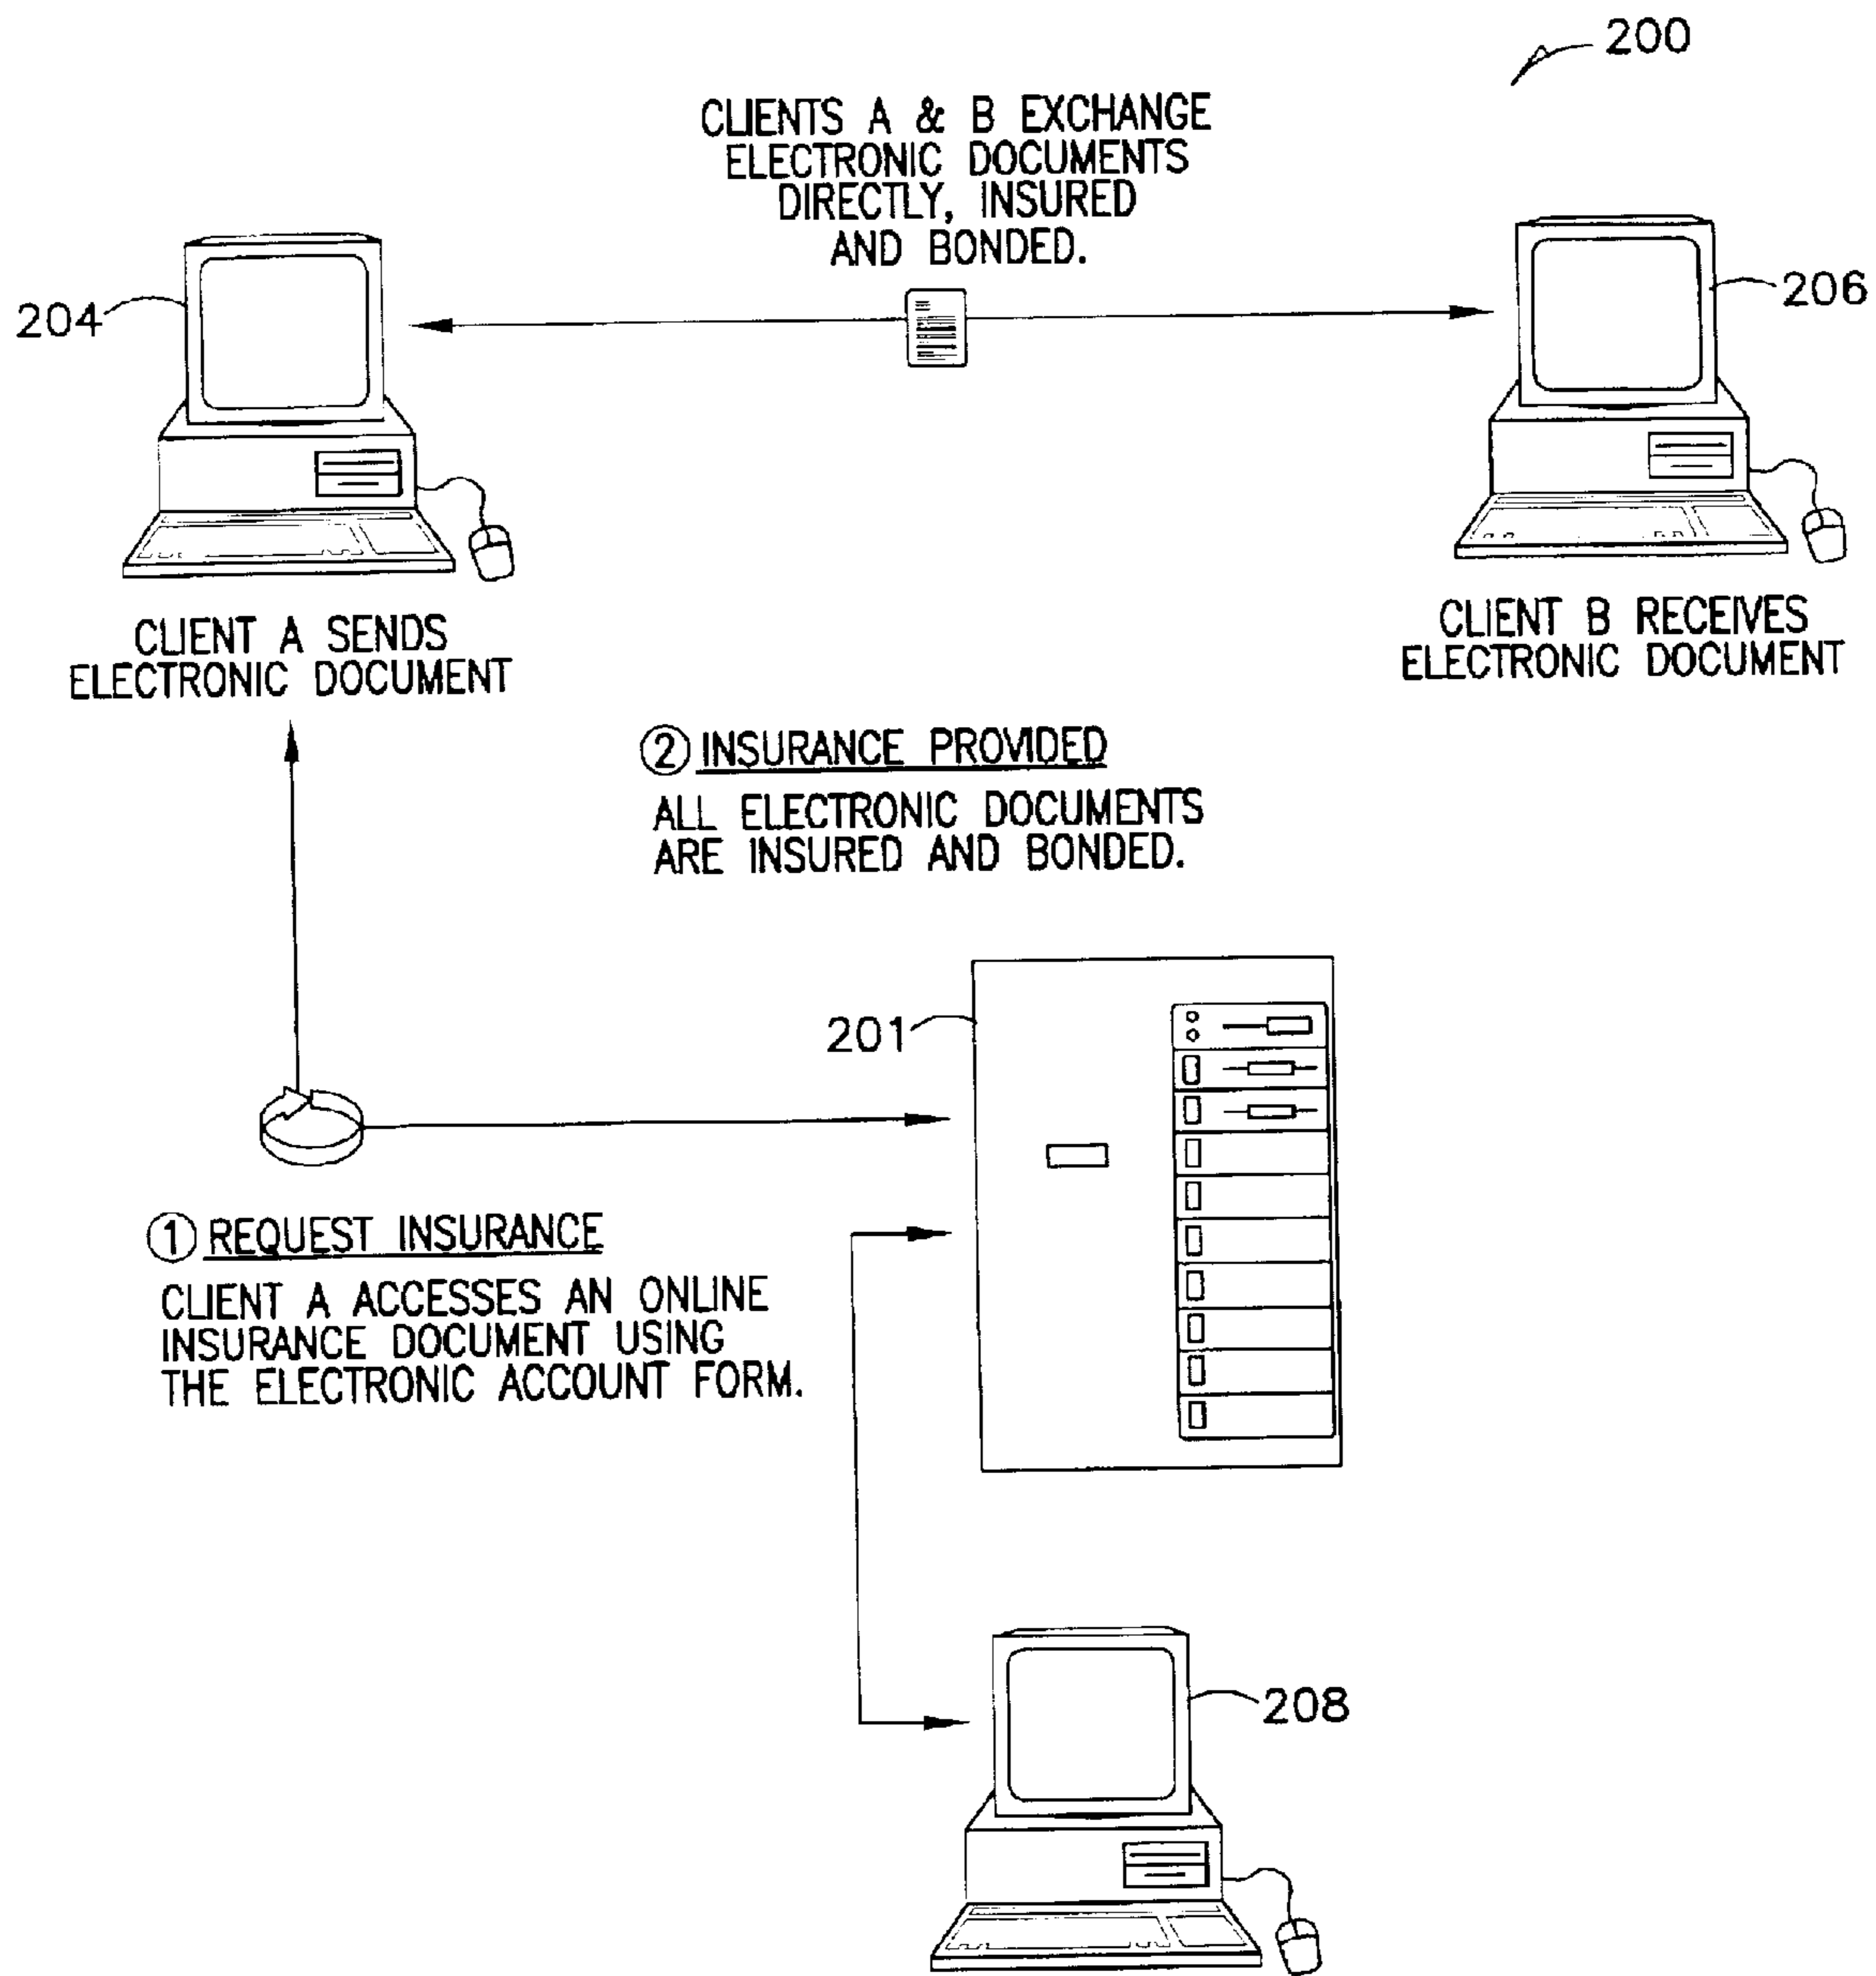 200
CLIENTS A & B EXCHANGE
ELECTRONIC DOCUMENTS
DIRECTLY, INSURED
AND BONDED.
204
206
CLIENT A SENDS
ELECTRONIC DOCUMENT
CLIENT B RECEIVES
ELECTRONIC DOCUMENT
2 INSURANCE PROVIDED
ALL ELECTRONIC DOCUMENTS
ARE INSURED AND BONDED.
201
1 REQUEST INSURANCE
CLIENT A ACCESSES AN ONLINE
INSURANCE DOCUMENT USING
THE ELECTRONIC ACCOUNT FORM.
208